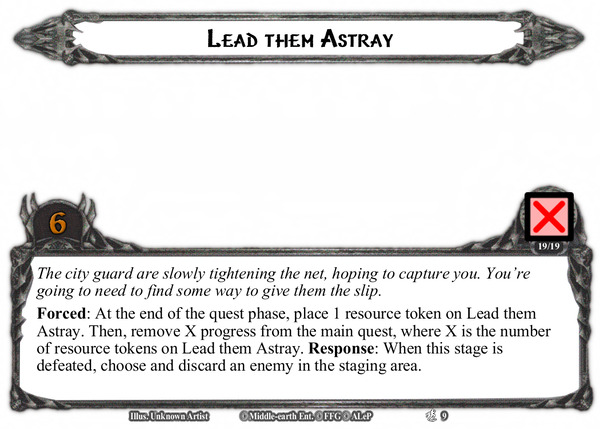 LEAD THEM ASTRAY
6
19/19
The city guard are slowly tightening the net, hoping to capture you. You’re
going to need to find some way to give them the slip.
Forced: At the end of the quest phase, place 1 resource token on Lead them
Astray. Then, remove X progress from the main quest, where X is the number
of resource tokens on Lead them Astray. Response: When this stage is
defeated, choose and discard an enemy in the staging area.
Illus. Unknown Artist © Middle-earth Ent. © FFG © ALeP 9